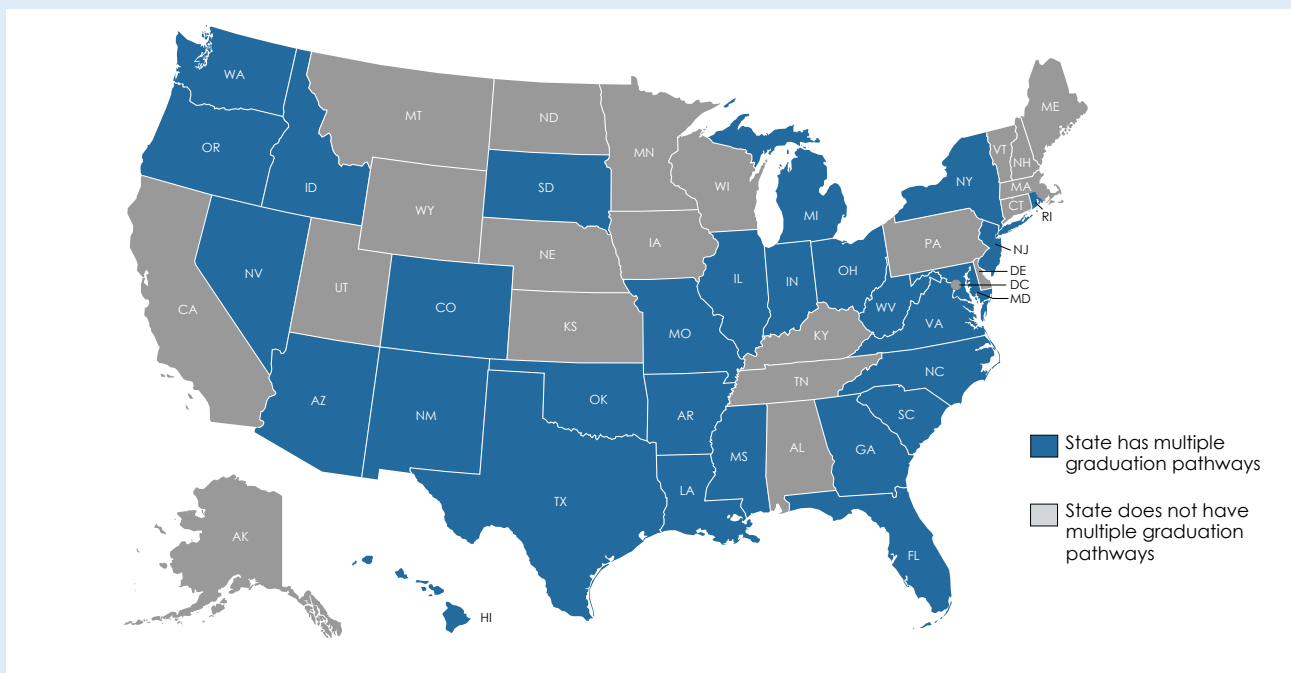 WA
MT
ND
ME
OR
ID
SD
MN
WI
VT
NH
NY
MA
CT
RI
WY
MI
IA
NE
PA
NJ
NV
UT
CO
IL
IN
OH
DE
DC
MD
CA
KS
MO
WV
VA
KY
NC
TN
AZ
NM
OK
AR
SC
MS
AL
GA
State has multiple
graduation pathways
LA
TX
State does not have
multiple graduation
pathways
AK
FL
HI